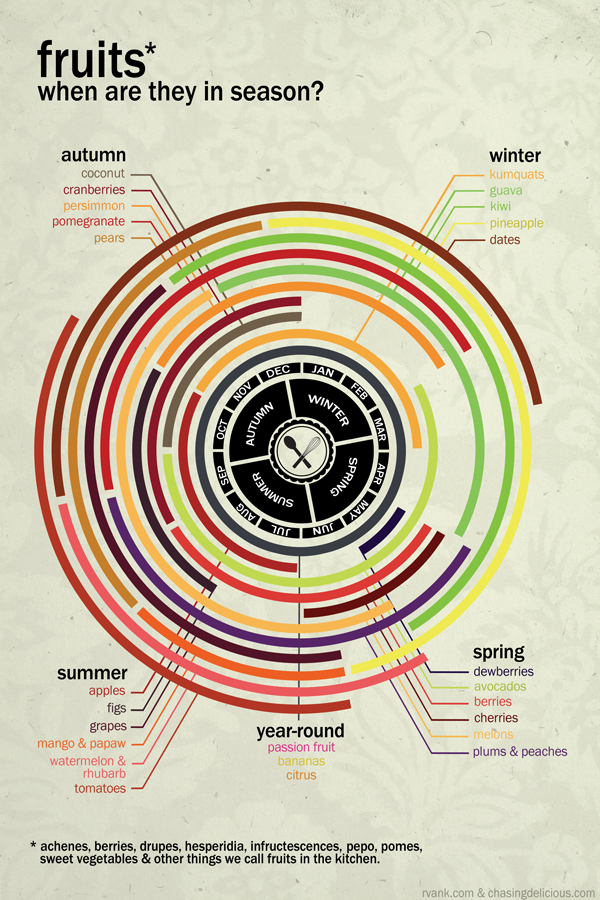 fruits*
when are they in season?
autumn
coconut
cranberries
persimmon
pomegranate
pears
winter
kumquats
guava
kiwi
pineapple
dates
DEC
JAN
FEB
MAR
APR
MAY
JUN
JUL
AUG
SEP
OCT
NOV
AUTUMN
WINTER
SPRING
SUMMER
summer
apples
figs
grapes
mango & papaw
watermelon &
rhubarb
tomatoes
year-round
passion fruit
bananas
citrus
spring
dewberries
avocados
berries
cherries
melons
plums & peaches
* achenes, berries, drupes, hesperidia, infructescences, pepo, pomes,
sweet vegetables & other things we call fruits in the kitchen.
rvank.com & chasingdelicious.com